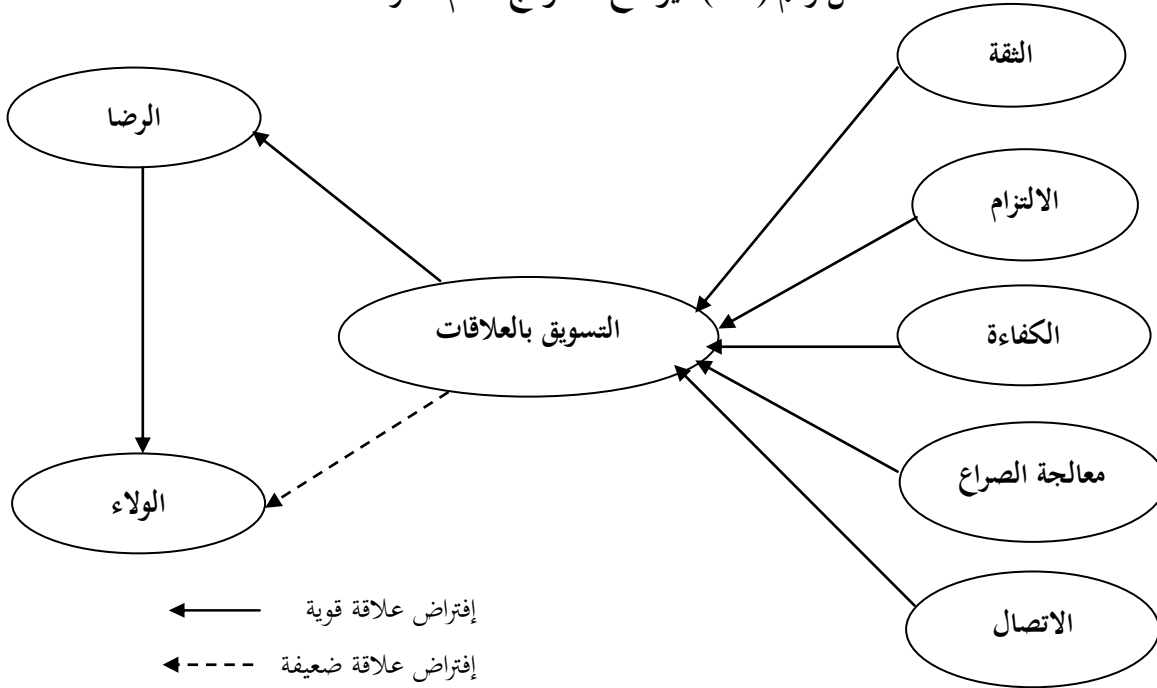 الثقة
الرضا
الالتزام
التسويق بالعلاقات
الكفاءة
معالجة الصراع
الولاء
الاتصال
إفتراض علاقة قوية
إفتراض علاقة ضعيفة